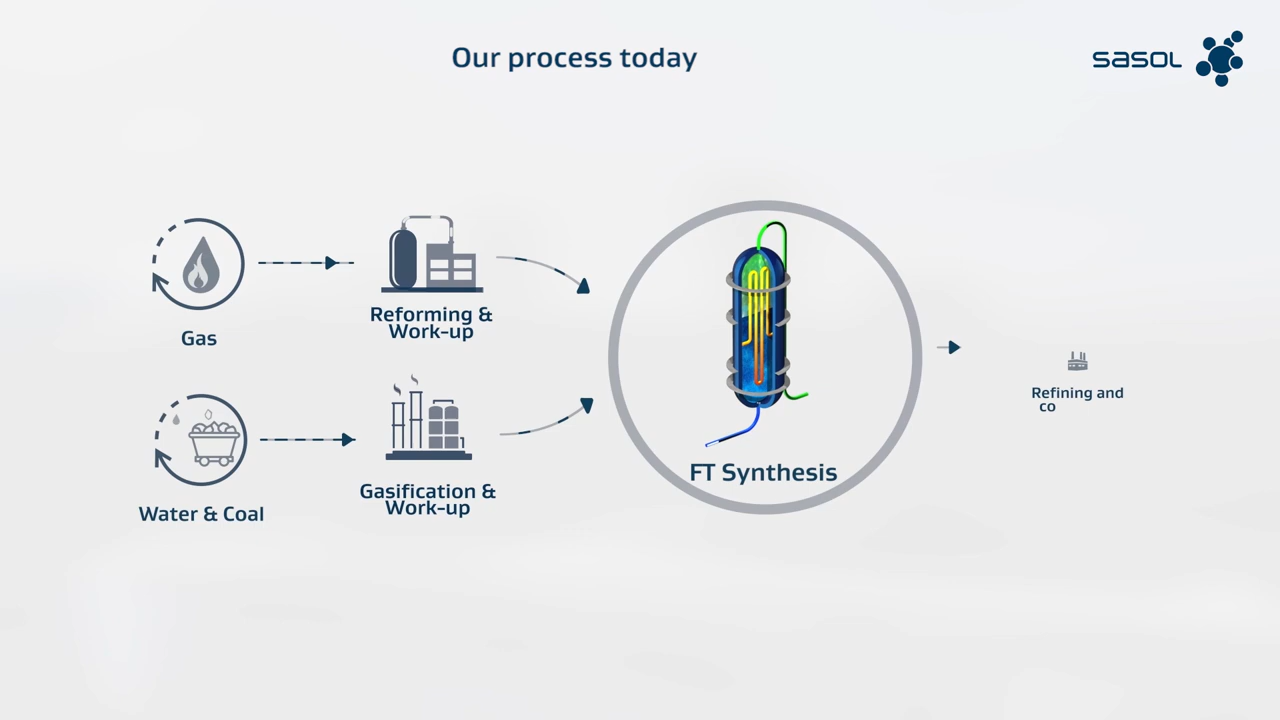 Our process today
sasol
Gas
Reforming &
Work-up
Water & Coal
Gasification &
Work-up
FT Synthesis
Refining and
co